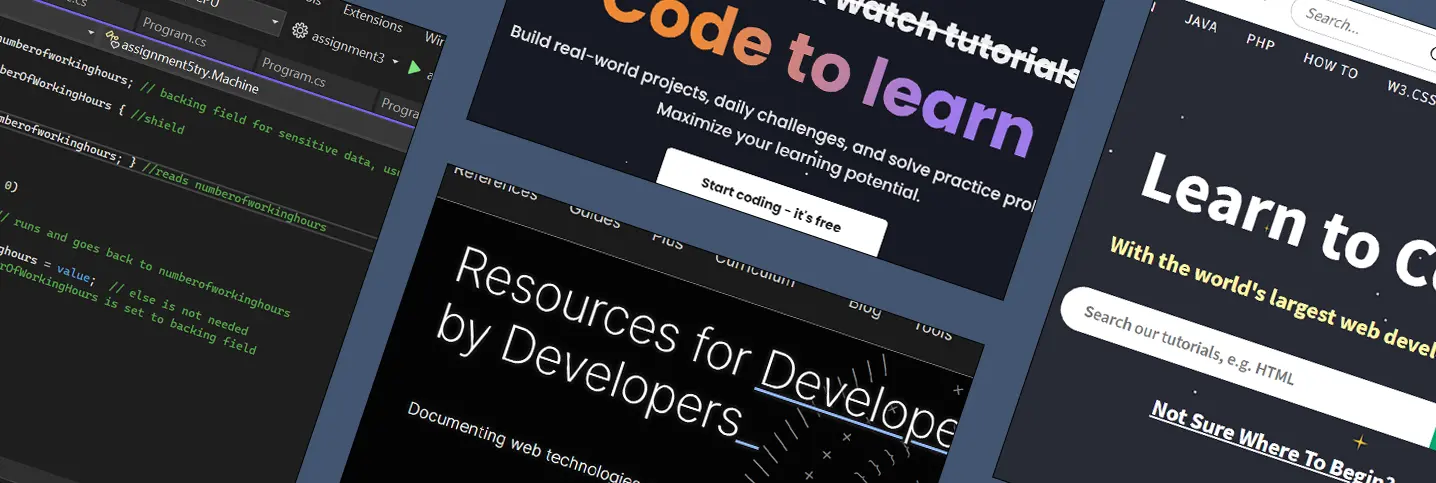 Extensions
assignment3
Program.cs
assignment5try.Machine
Program.cs
numberofworkinghours; // backing field for sensitive data,
berOfWorkingHours { //shield
mberofworkinghours; } //reads numberofworkinghours
0)
// runs and goes back to numberofworkinghours
ghours = value; // else is not needed
erOfWorkingHours is set to backing field
watch tutorials
Code to learn
Build real-world projects, daily challenges, and solve practice
Maximize your learning potential.
Start coding - it's free
References
Guides
Plus
Curriculum
Blog
Tools
Resources for Develope
by Developers_
Documenting web technologies
Search...
JAVA
PHP
HOW TO
W3.CSS
Learn to C
With the world's largest web devel
Search our tutorials, e.g. HTML
Not Sure Where To Begin?